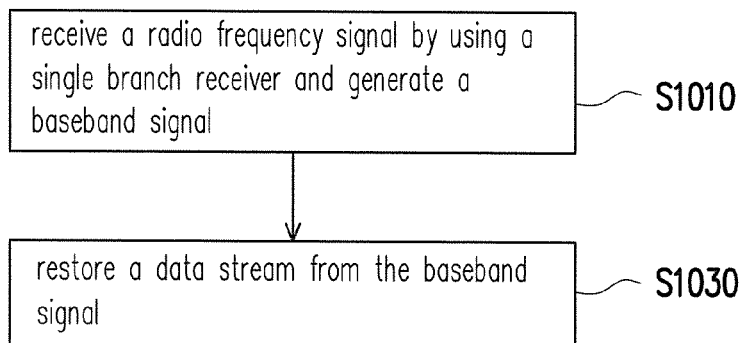 receive a radio frequency signal by using a
single branch receiver and generate a
baseband signal
S1010
restore a data stream from the baseband
signal
S1030